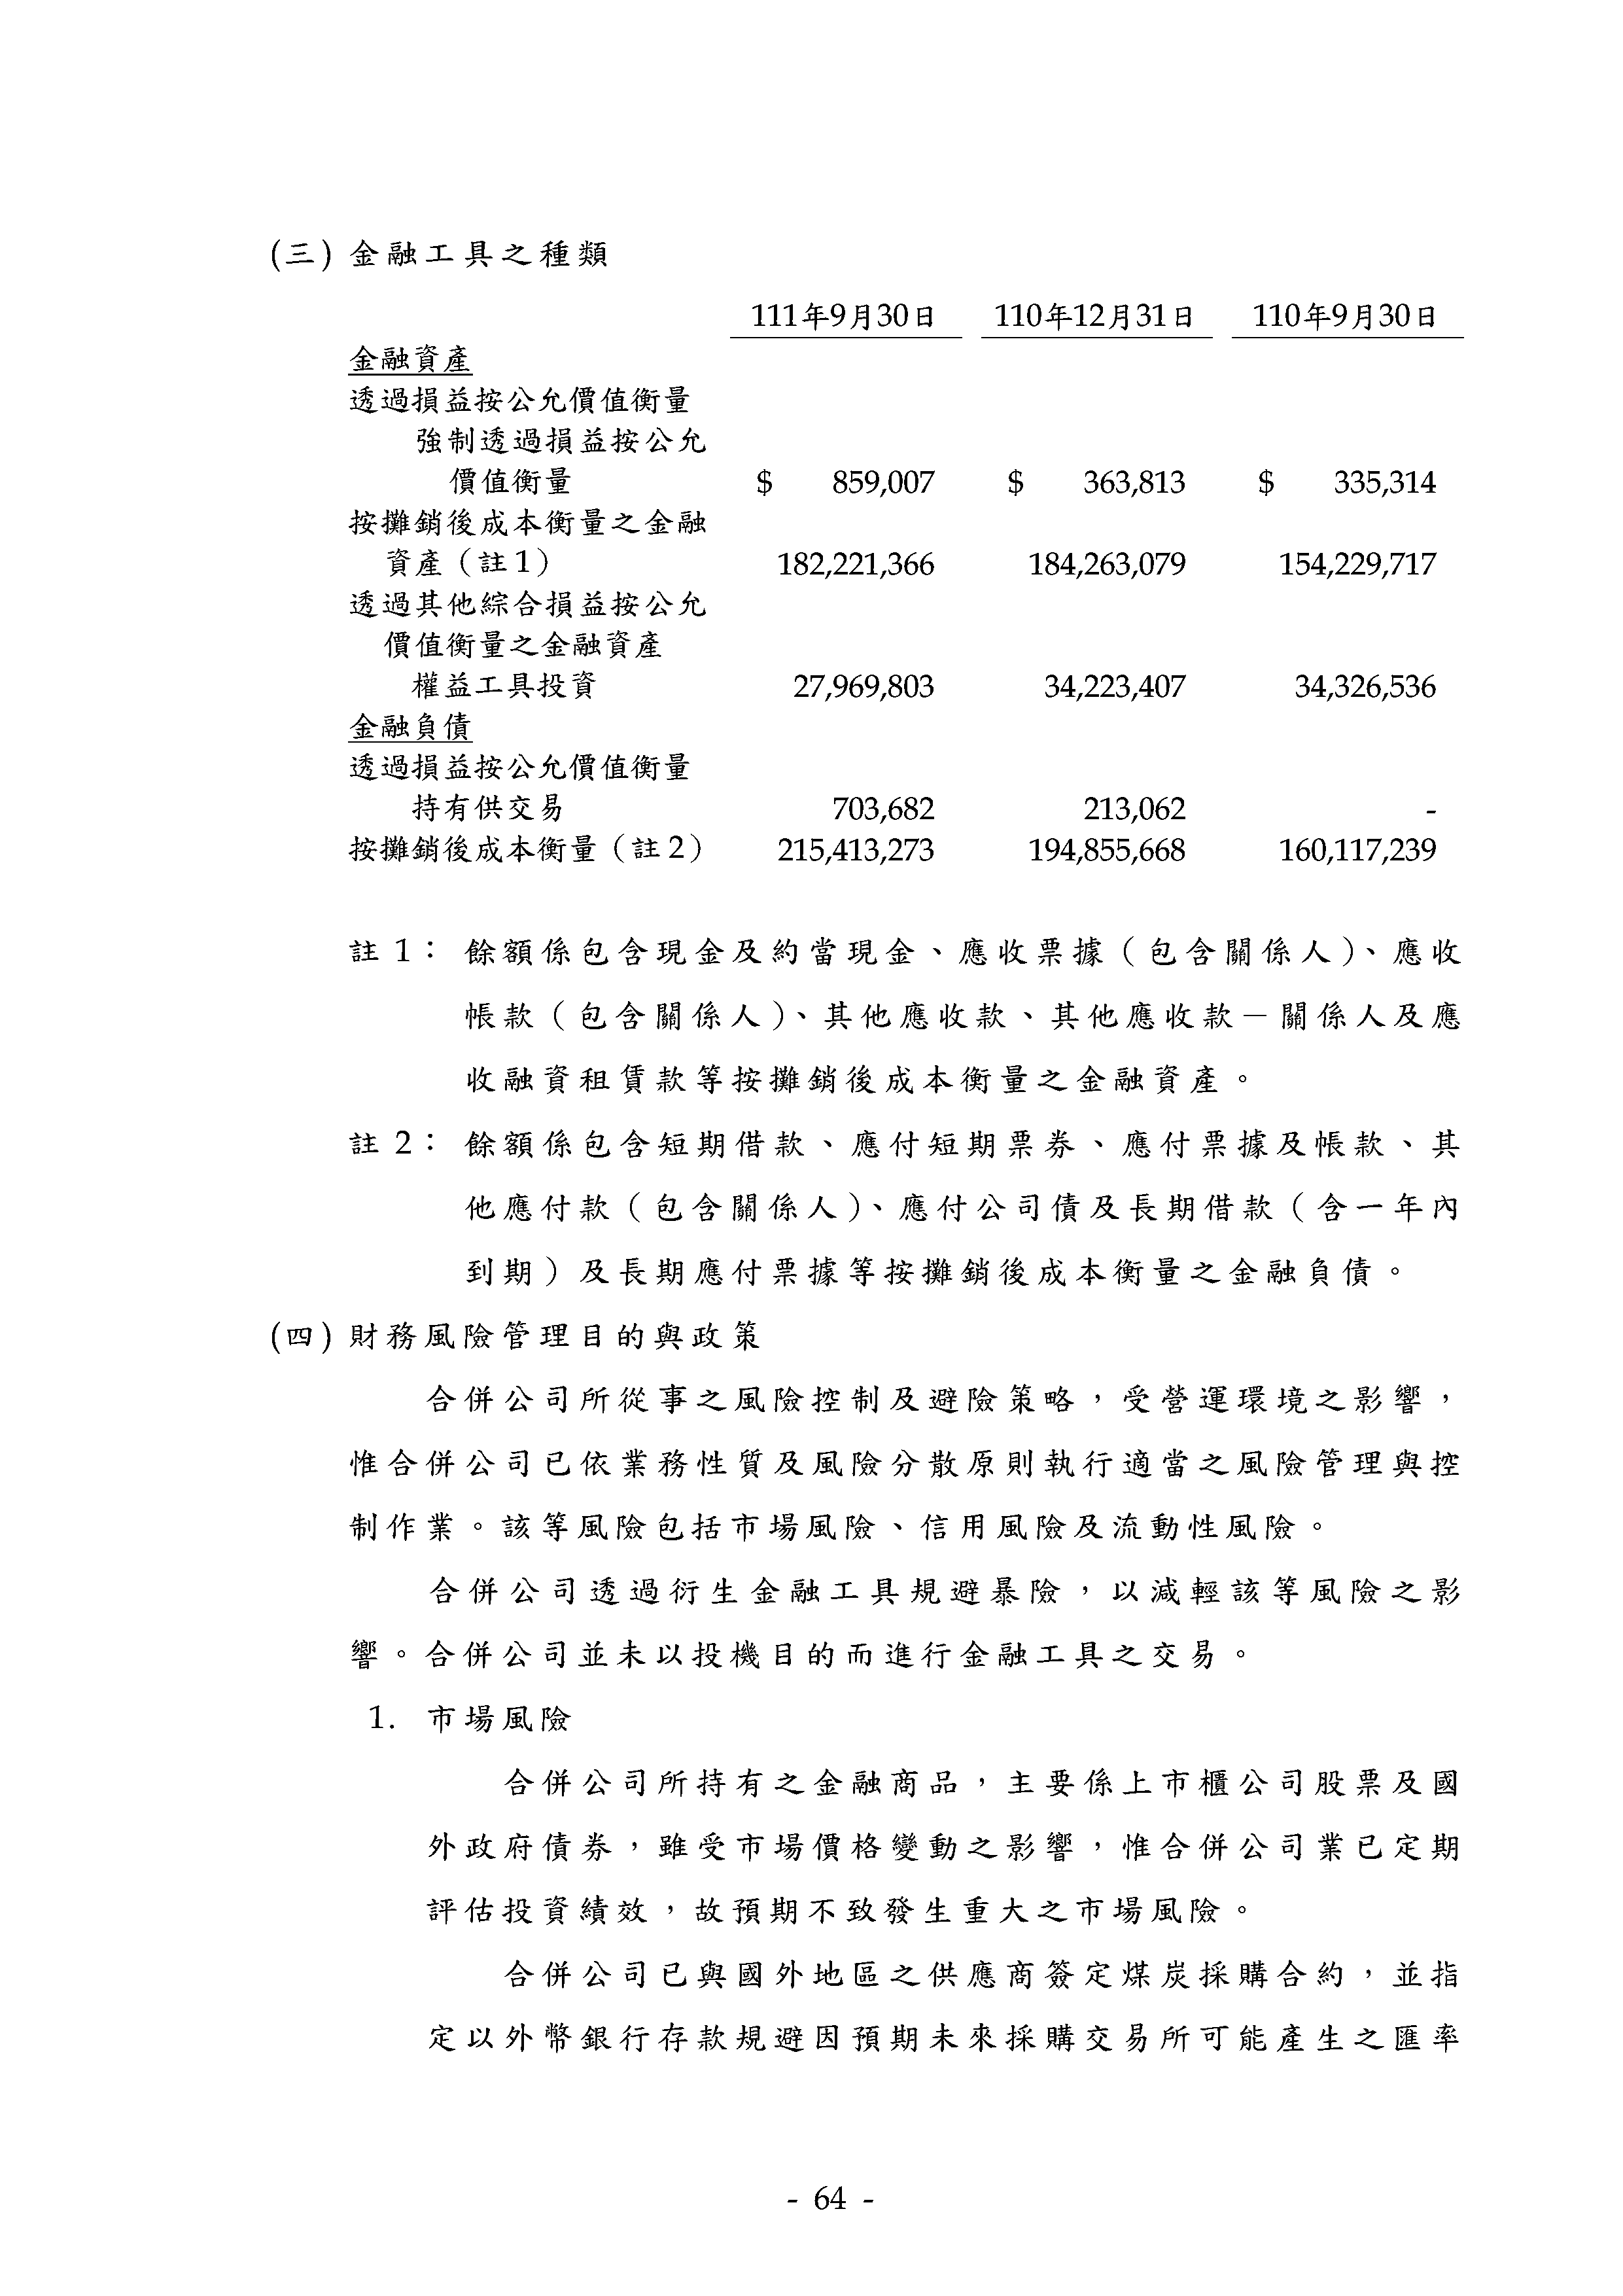 (三) 金融工具之種類
111年9月30日 110年12月31日 110年9月30日
金融資產
透過損益按公允價值衡量
強制透過損益按公允
價值衡量 $ 859,007 $ 363,813 $ 335,314
按攤銷後成本衡量之金融
資產（註1） 182,221,366 184,263,079 154,229,717
透過其他綜合損益按公允
價值衡量之金融資產
權益工具投資 27,969,803 34,223,407 34,326,536
金融負債
透過損益按公允價值衡量
持有供交易 703,682 213,062 -
按攤銷後成本衡量（註2） 215,413,273 194,855,668 160,117,239
註 1： 餘額係包含現金及約當現金、應收票據（包含關係人）、應收
帳款（包含關係人）、其他應收款、其他應收款－關係人及應
收融資租賃款等按攤銷後成本衡量之金融資產。
註 2： 餘額係包含短期借款、應付短期票券、應付票據及帳款、其
他應付款（包含關係人）、應付公司債及長期借款（含一年內
到期）及長期應付票據等按攤銷後成本衡量之金融負債。
(四) 財務風險管理目的與政策
合併公司所從事之風險控制及避險策略，受營運環境之影響，
惟合併公司已依業務性質及風險分散原則執行適當之風險管理與控
制作業。該等風險包括市場風險、信用風險及流動性風險。
合併公司透過衍生金融工具規避暴險，以減輕該等風險之影
響。合併公司並未以投機目的而進行金融工具之交易。
1. 市場風險
合併公司所持有之金融商品，主要係上市櫃公司股票及國
外政府債券，雖受市場價格變動之影響，惟合併公司業已定期
評估投資績效，故預期不致發生重大之市場風險。
合併公司已與國外地區之供應商簽定煤炭採購合約，並指
定以外幣銀行存款規避因預期未來採購交易所可能產生之匯率
- 64 -